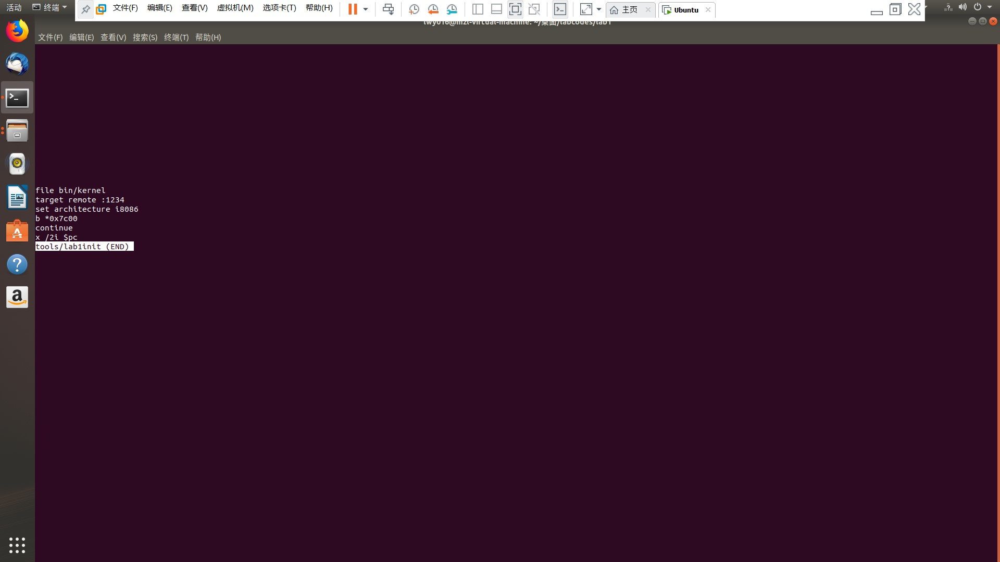 活动 终端 文件(F) 编辑(E) 查看(V) 虚拟机(M) 选项卡(T) 帮助(H) 主页 Ubuntu
lwy016@mzl-virtual-machine: ~/桌面/labcodes/lab1
文件(F) 编辑(E) 查看(V) 搜索(S) 终端(T) 帮助(H)
file bin/kernel
target remote :1234
set architecture i8086
b *0x7c00
continue
x /2i $pc
tools/lab1init (END)